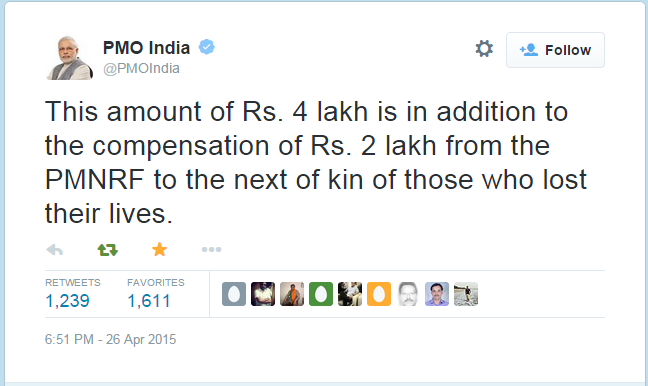 PMO India
@PMOIndia
Follow
This amount of Rs. 4 lakh is in addition to
the compensation of Rs. 2 lakh from the
PMNRF to the next of kin of those who lost
their lives.
RETWEETS
1,239
FAVORITES
1,611
6:51 PM - 26 Apr 2015